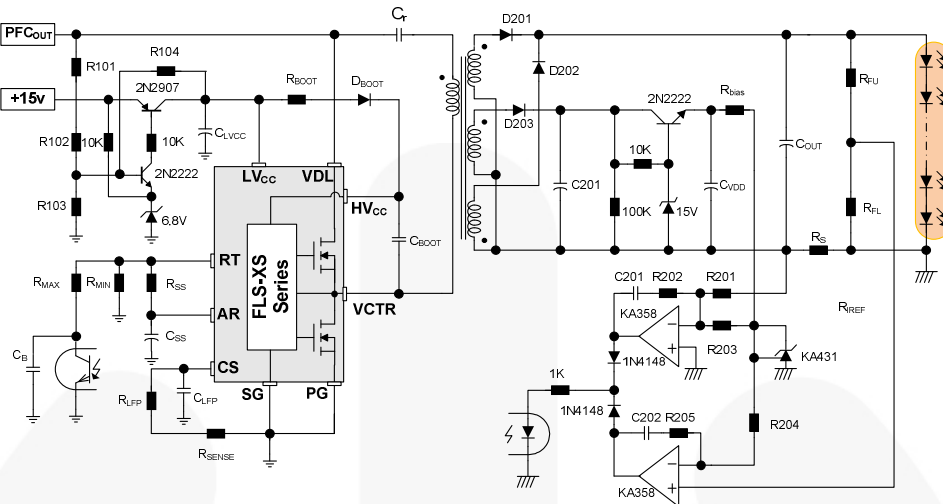 PFCOUT
+15v
R101
R104
2N2907
R102
10K
10K
CLVCC
2N2222
R103
6,8V
RBOOT
DBOOT
Cr
LVCC
VDL
HVCC
CBOOT
FLS-XS
Series
RT
AR
CS
SG
PG
VCTR
RMAX
RMIN
RSS
CSS
CB
RLFP
CLFP
RSENSE
D201
D202
D203
2N2222
Rbias
10K
C201
100K
15V
CVDD
COUT
RFU
RFL
RS
C201
R202
R201
KA358
R203
RIREF
KA431
1N4148
1K
1N4148
C202
R205
R204
KA358